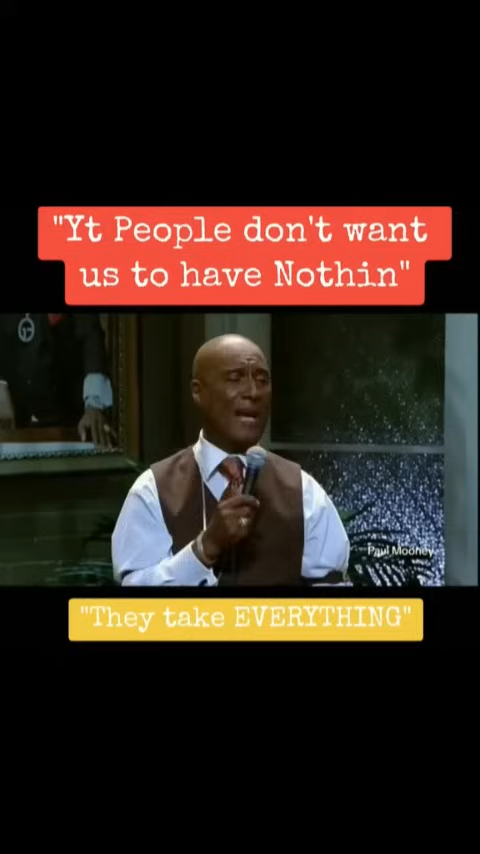 "Yt People don't want
us to have Nothin"
Paul Mooney
"They take EVERYTHING"